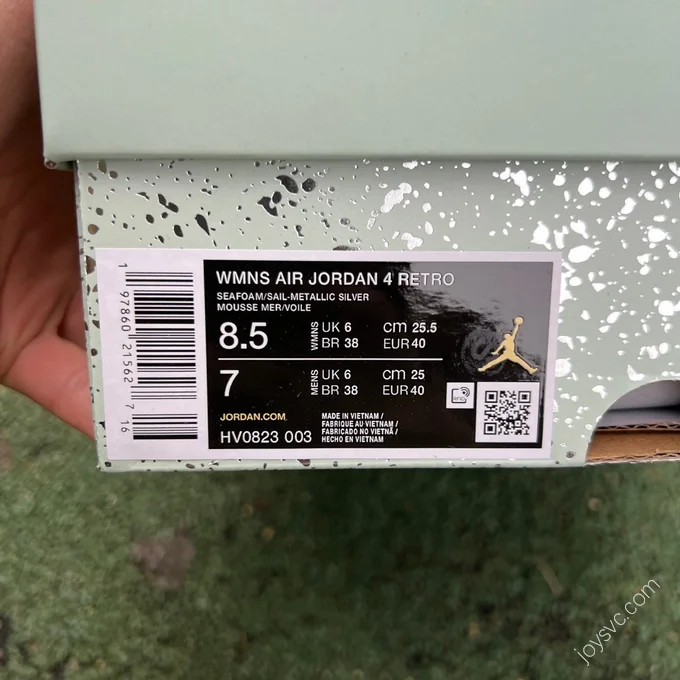 WMNS AIR JORDAN 4 RETRO
SEAFOAM/SAIL-METALLIC SILVER
MOUSSE MER/VOILE
8.5 WMNS UK 6 cm 25.5
BR 38 EUR 40
7 MENS UK 6 cm 25
BR 38 EUR 40
JORDAN.COM
HV0823 003
MADE IN VIETNAM /
FABRIQUE AU VIETNAM /
FABRICADO NO VIETNÃ /
HECHO EN VIETNAM
1 97860 21562 7 16
joysvc.com